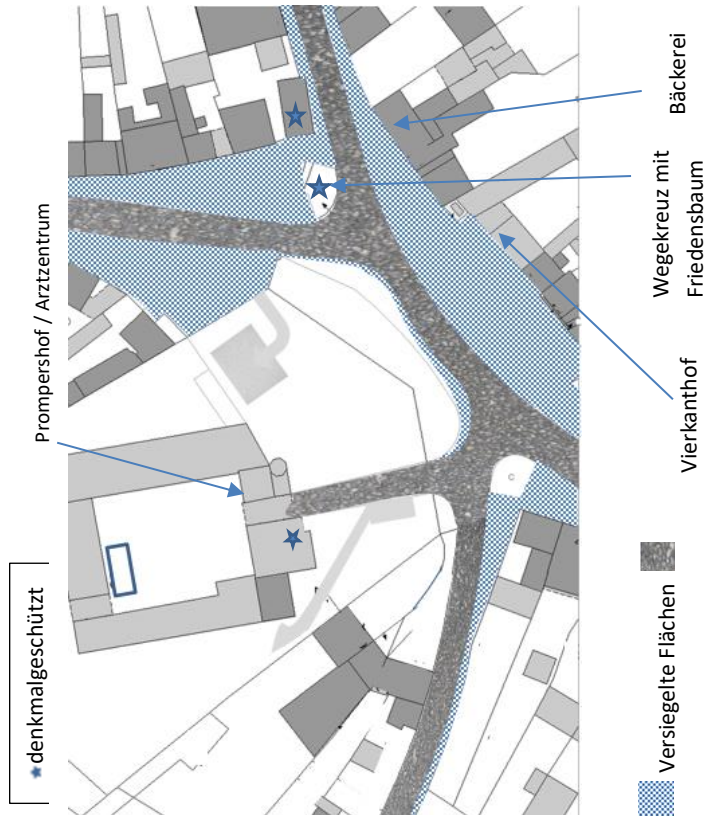 ★ denkmalgeschützt
Prompershof / Arztzentrum
Bäckerei
Wegekreuz mit
Friedensbaum
Vierkanthof
Versiegelte Flächen